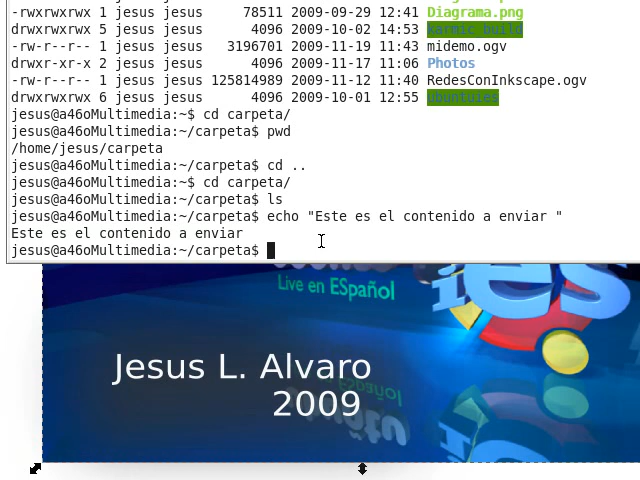 -rwxrwxrwx 1 jesus jesus     78511 2009-09-29 12:41 Diagrama.png
drwxrwxrwx 5 jesus jesus      4096 2009-10-02 14:53 karmic_build
-rw-r--r-- 1 jesus jesus   3196701 2009-11-19 11:43 midemo.ogv
drwxr-xr-x 2 jesus jesus      4096 2009-11-17 11:06 Photos
-rw-r--r-- 1 jesus jesus 125814989 2009-11-12 11:40 RedesConInkscape.ogv
drwxrwxrwx 6 jesus jesus      4096 2009-10-01 12:55 ubuntuies
jesus@a46oMultimedia:~$ cd carpeta/
jesus@a46oMultimedia:~/carpeta$ pwd
/home/jesus/carpeta
jesus@a46oMultimedia:~/carpeta$ cd ..
jesus@a46oMultimedia:~$ cd carpeta/
jesus@a46oMultimedia:~/carpeta$ ls
jesus@a46oMultimedia:~/carpeta$ echo "Este es el contenido a enviar "
Este es el contenido a enviar
jesus@a46oMultimedia:~/carpeta$
Live en ESpañol
ies
Jesus L. Alvaro
2009